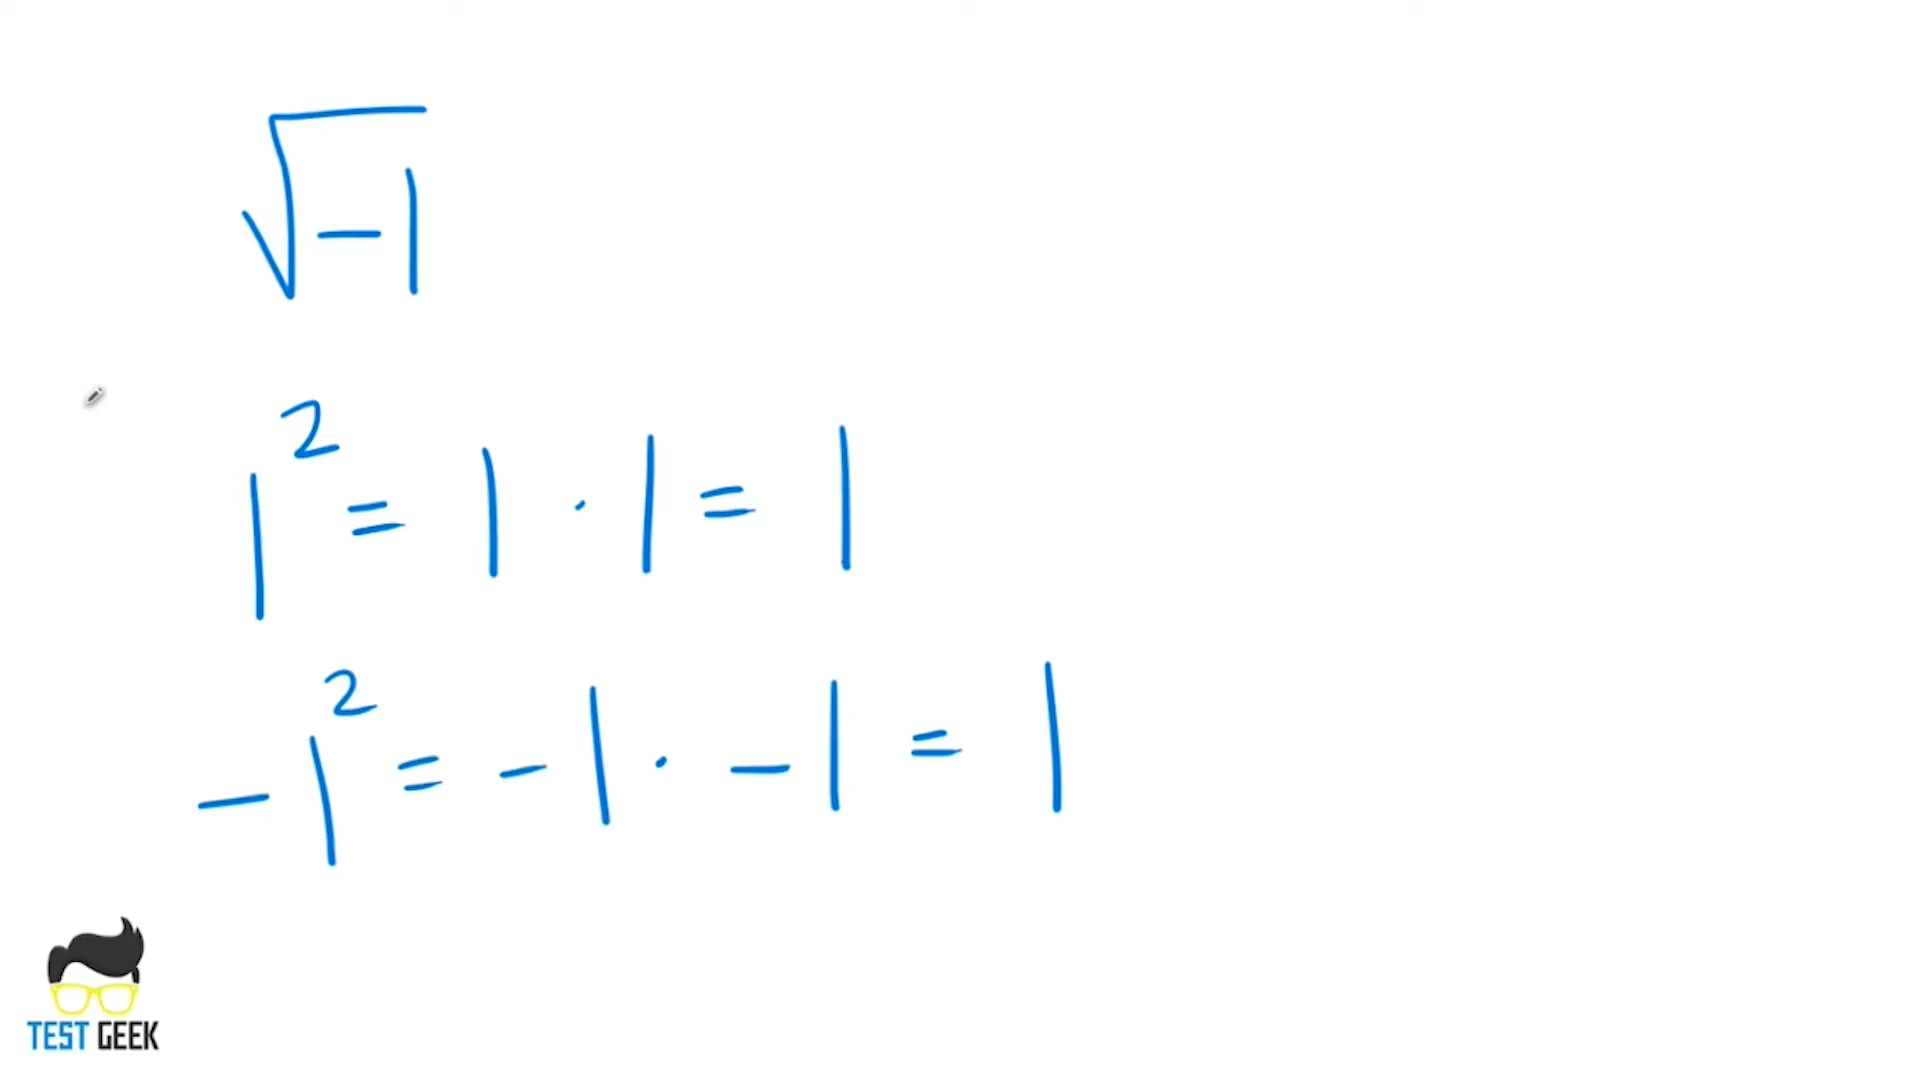 √-1
1² = 1 · 1 = 1
-1² = -1 · -1 = 1
TEST GEEK